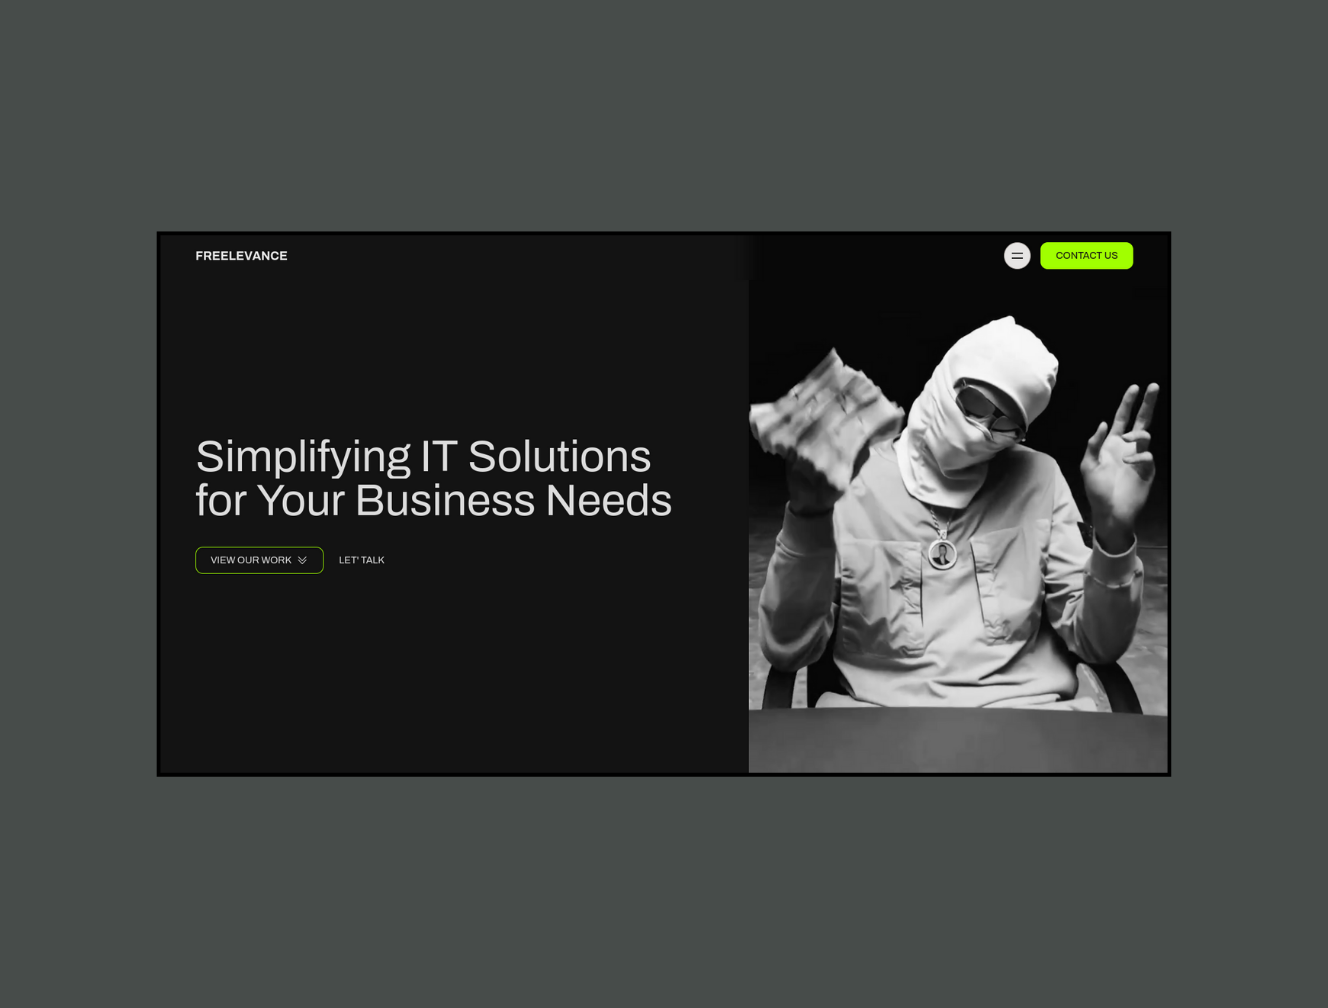 FREELEVANCE
CONTACT US
Simplifying IT Solutions
for Your Business Needs
VIEW OUR WORK
LET' TALK